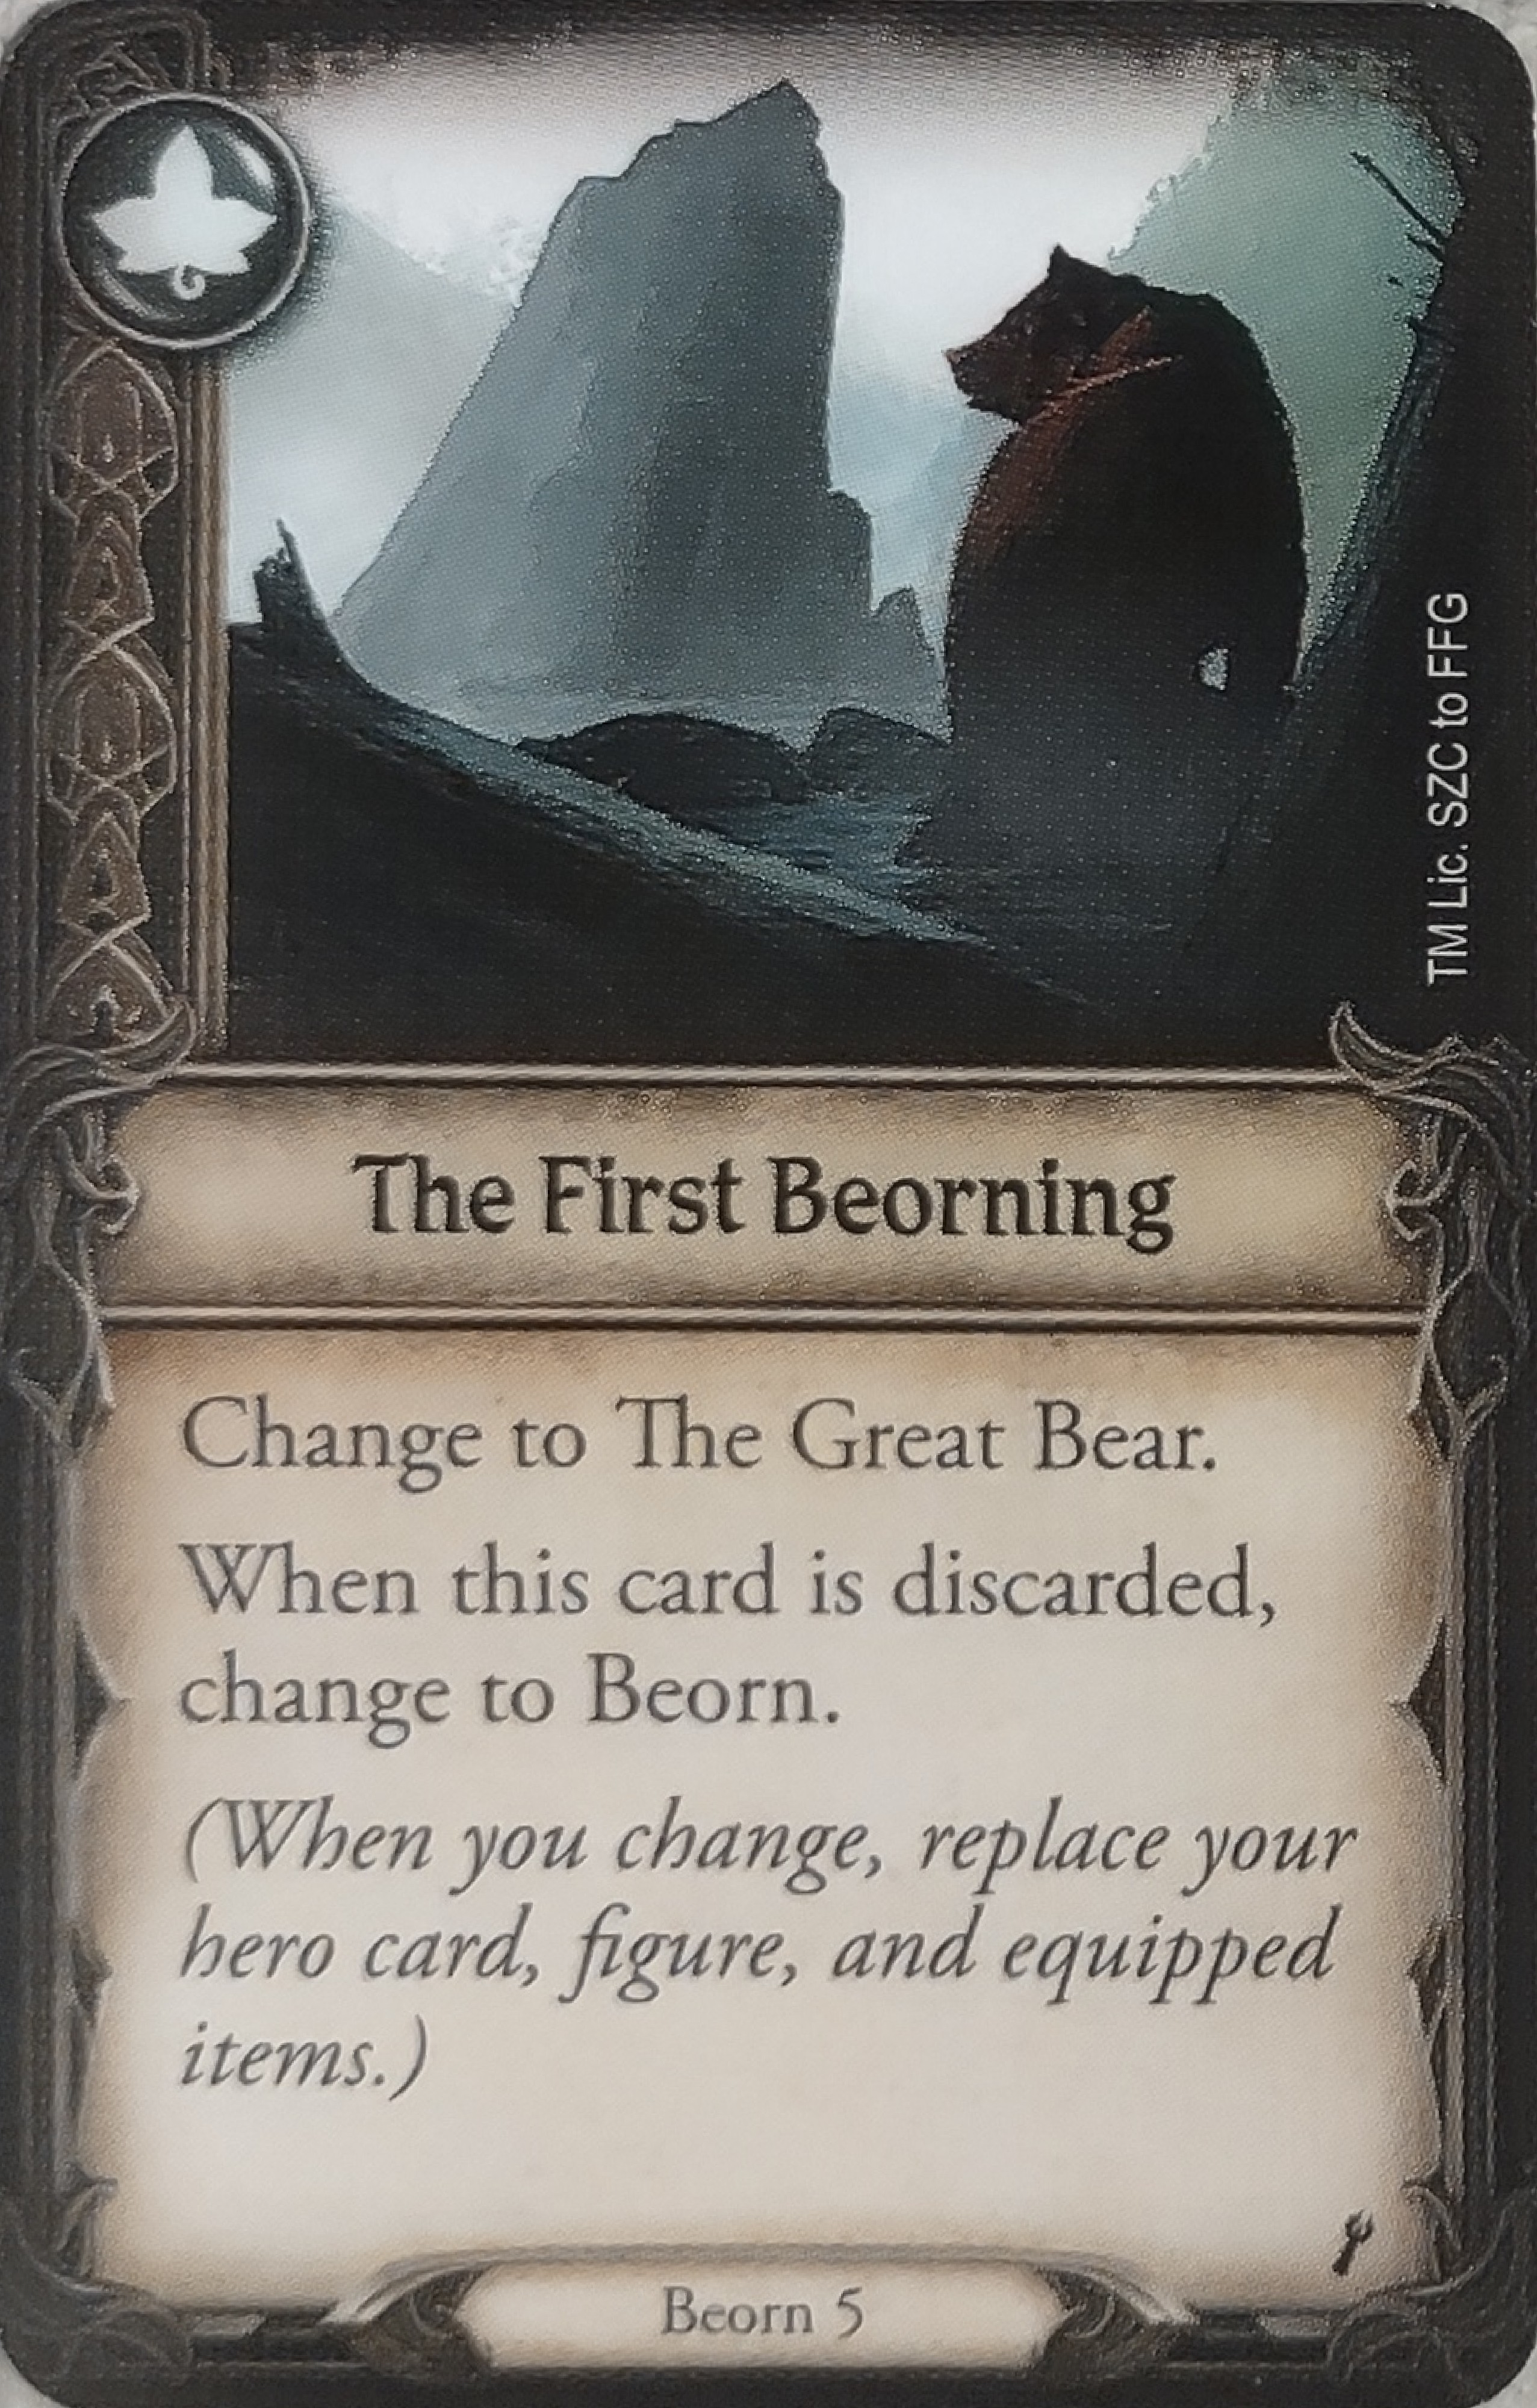 TM Lic. SZC to FFG
The First Beorning
Change to The Great Bear.
When this card is discarded,
change to Beorn.
(When you change, replace your
hero card, figure, and equipped
items.)
Beorn 5